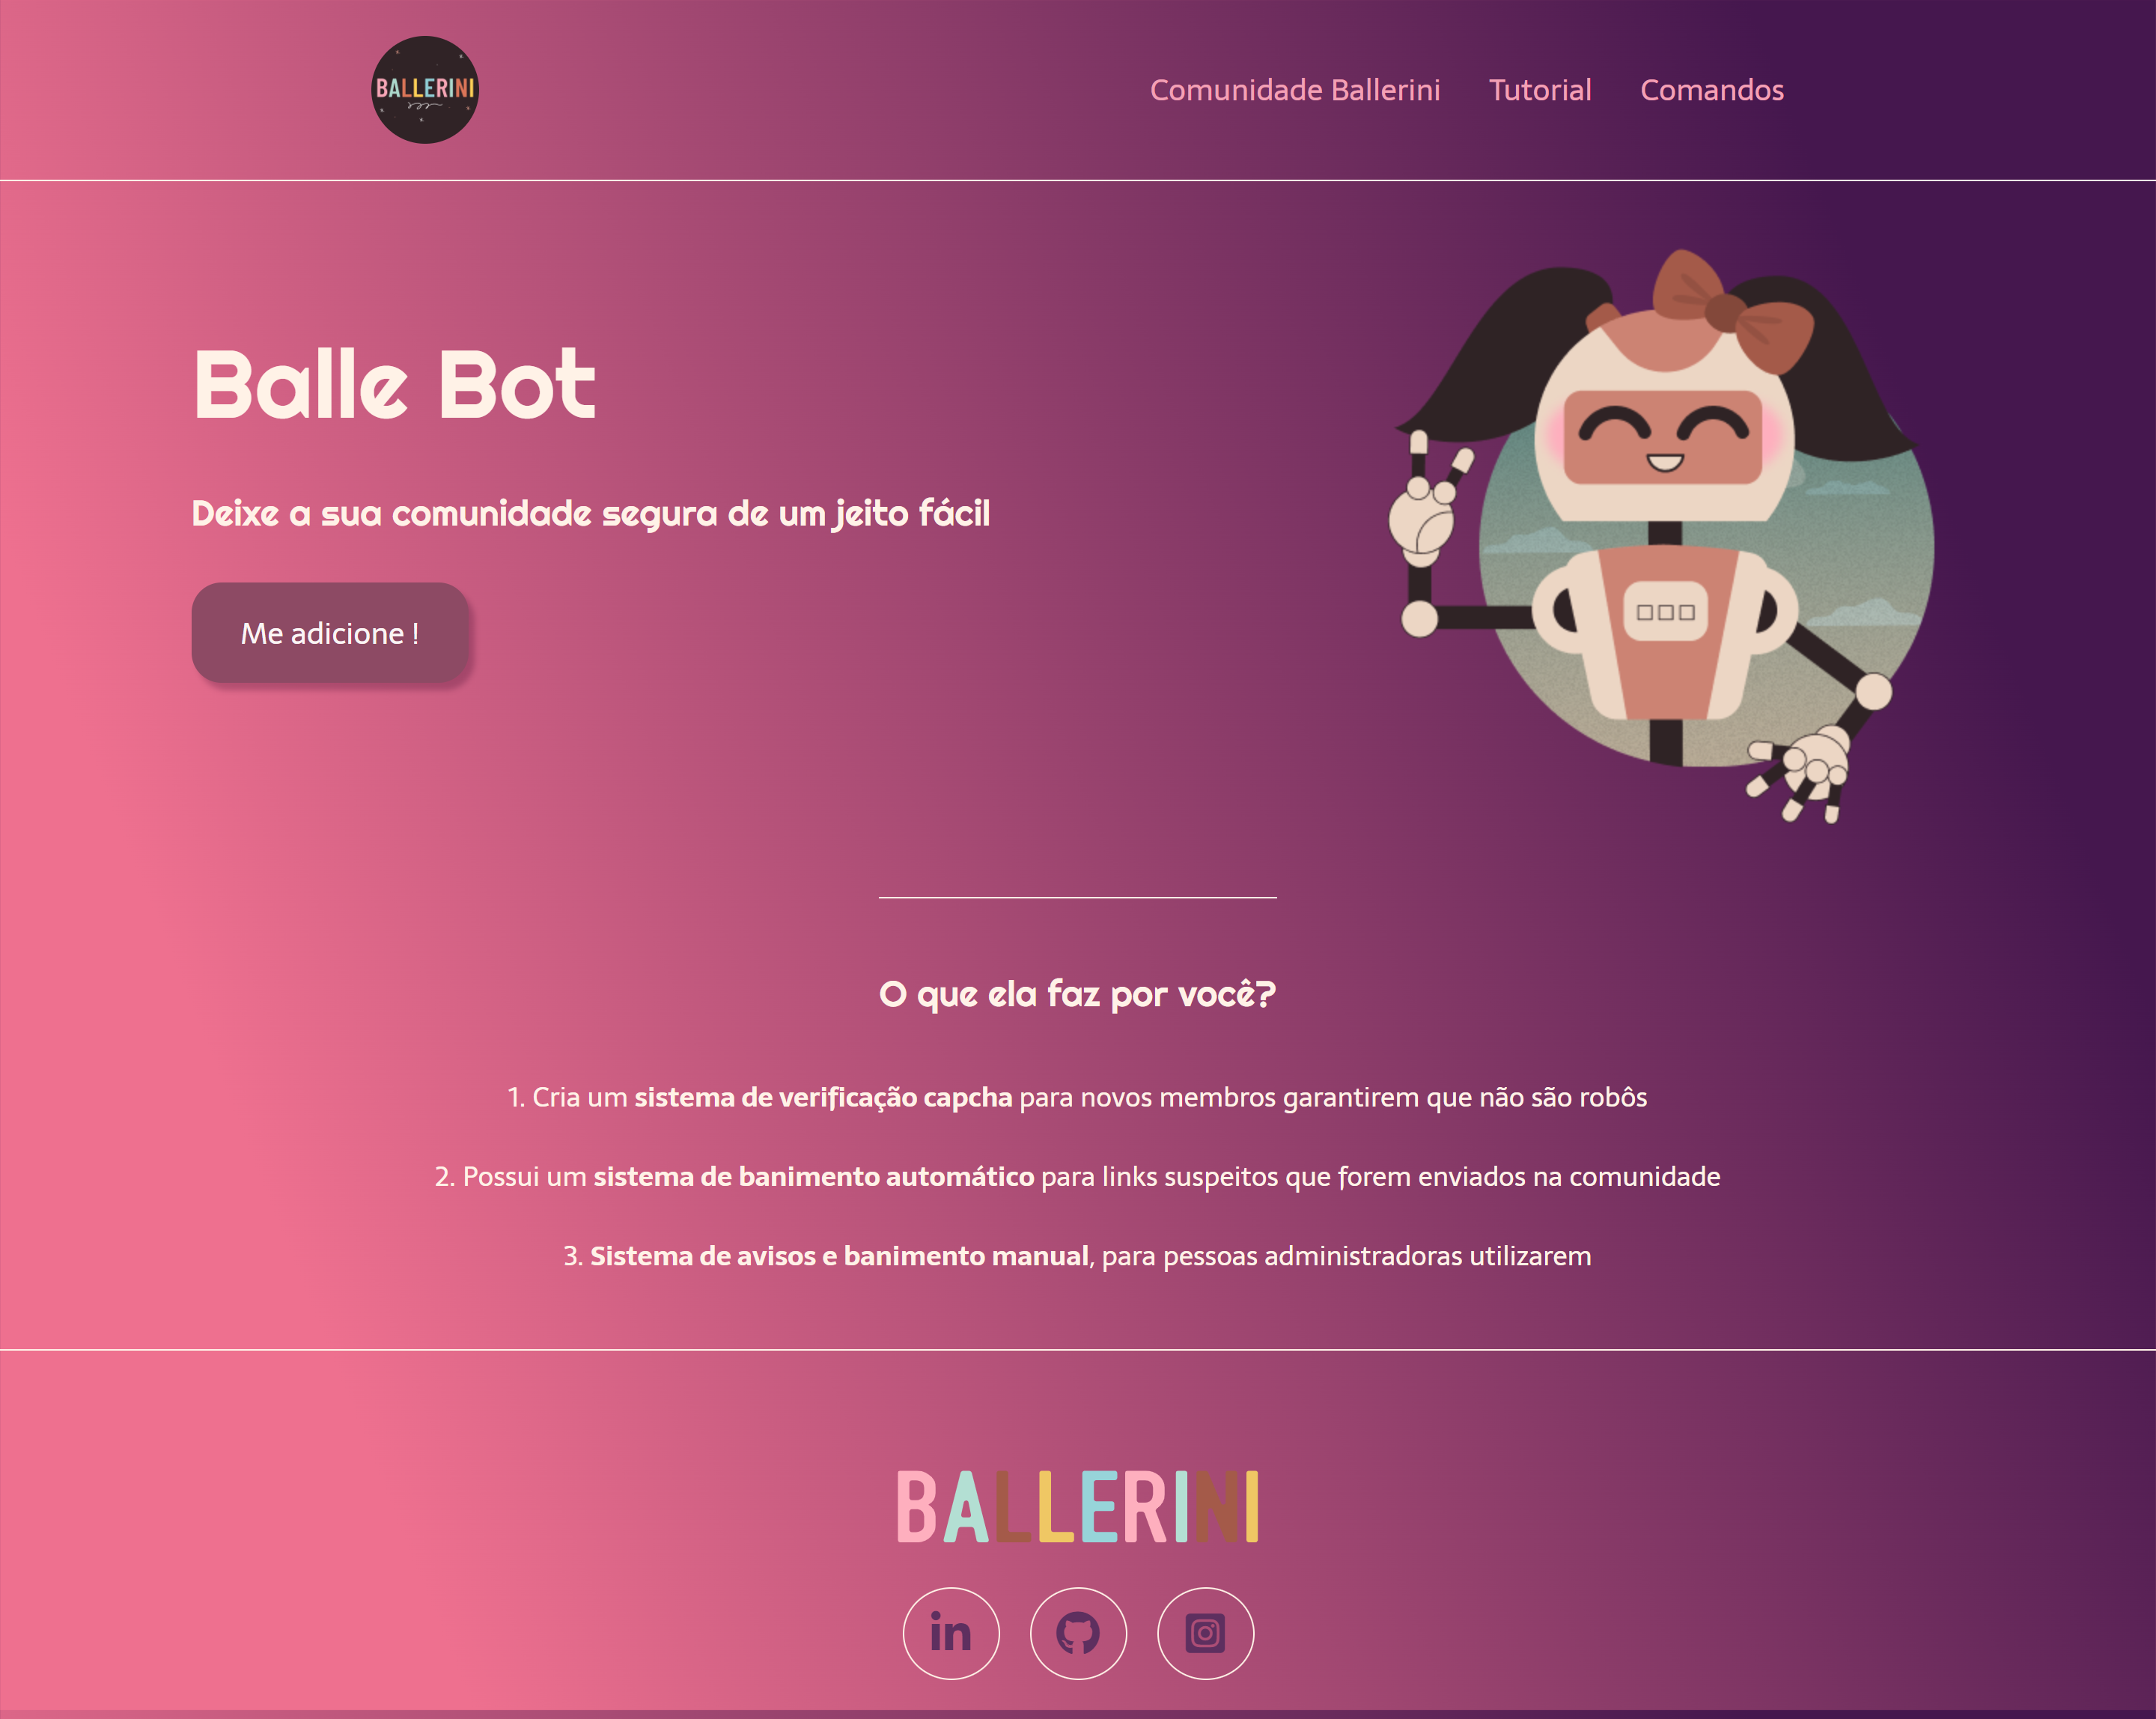 BALLERINI
Comunidade Ballerini
Tutorial
Comandos
Balle Bot
Deixe a sua comunidade segura de um jeito fácil
Me adicione !
O que ela faz por você?
1. Cria um sistema de verificação capcha para novos membros garantirem que não são robôs
2. Possui um sistema de banimento automático para links suspeitos que forem enviados na comunidade
3. Sistema de avisos e banimento manual, para pessoas administradoras utilizarem
BALLERINI
in